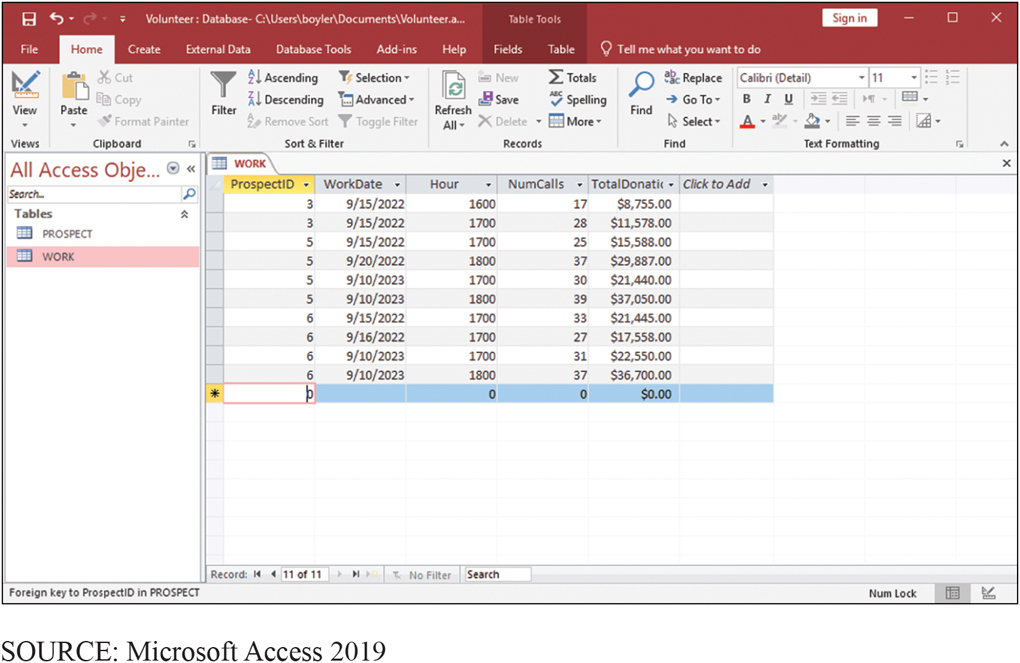 Volunteer : Database- C:\Users\boyler\Documents\Volunteer.a...
Table Tools
Sign in
File Home Create External Data Database Tools Add-ins Help Fields Table Tell me what you want to do
View
Views
Paste
Cut
Copy
Format Painter
Clipboard
Filter
Ascending
Descending
Remove Sort
Selection
Advanced
Toggle Filter
Sort & Filter
Refresh
All
New
Save
Delete
Totals
Spelling
More
Records
Find
Replace
Go To
Select
Find
Calibri (Detail) 11
B I U
Text Formatting
All Access Obje...
Search...
Tables
PROSPECT
WORK
WORK
ProspectID WorkDate Hour NumCalls TotalDonatic Click to Add
3 9/15/2022 1600 17 $8,755.00
3 9/15/2022 1700 28 $11,578.00
5 9/15/2022 1700 25 $15,588.00
5 9/20/2022 1800 37 $29,887.00
5 9/10/2023 1700 30 $21,440.00
5 9/10/2023 1800 39 $37,050.00
6 9/15/2022 1700 33 $21,445.00
6 9/16/2022 1700 27 $17,558.00
6 9/10/2023 1700 31 $22,550.00
6 9/10/2023 1800 37 $36,700.00
0 0 0 $0.00
Record: 11 of 11 No Filter Search
Foreign key to ProspectID in PROSPECT
Num Lock
SOURCE: Microsoft Access 2019